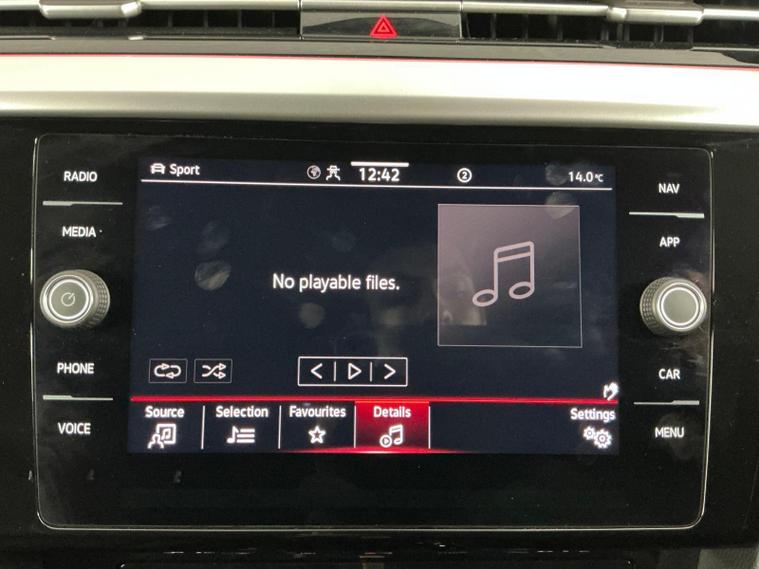 RADIO
MEDIA
PHONE
VOICE
Sport
12:42
2
14.0°C
No playable files.
Source
Selection
Favourites
Details
Settings
NAV
APP
CAR
MENU